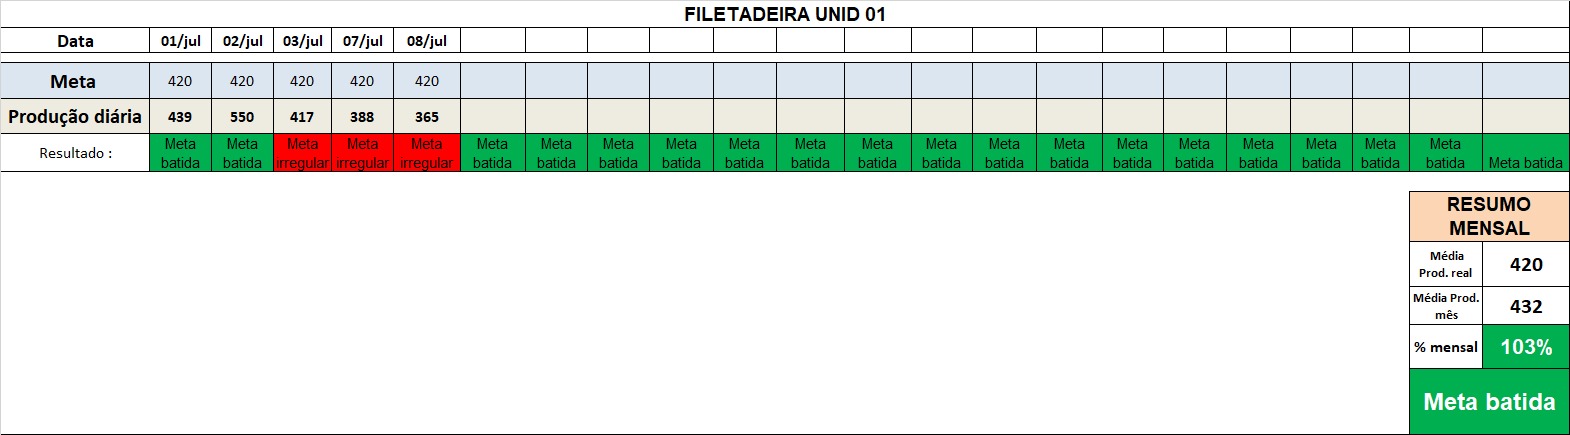 FILETADEIRA UNID 01
Data 01/jul 02/jul 03/jul 07/jul 08/jul
Meta 420 420 420 420 420
Produção diária 439 550 417 388 365
Resultado : Meta batida Meta batida Meta irregular Meta irregular Meta irregular Meta batida Meta batida Meta batida Meta batida Meta batida Meta batida Meta batida Meta batida Meta batida Meta batida Meta batida Meta batida Meta batida Meta batida Meta batida Meta batida Meta batida
RESUMO
MENSAL
Média
Prod. real 420
Média Prod.
mês 432
% mensal 103%
Meta batida